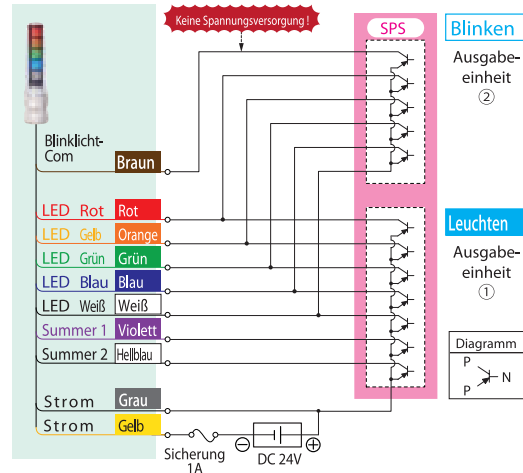 Keine Spannungsversorgung !
SPS
Blinken
Ausgabe-
einheit
②
Blinklicht-
Com
Braun
LED Rot Rot
LED Gelb Orange
LED Grün Grün
LED Blau Blau
LED Weiß Weiß
Summer 1 Violett
Summer 2 Hellblau
Leuchten
Ausgabe-
einheit
①
Diagramm
P
N
P
Strom Grau
Strom Gelb
Sicherung
1A
⊖ ⊕
DC 24V